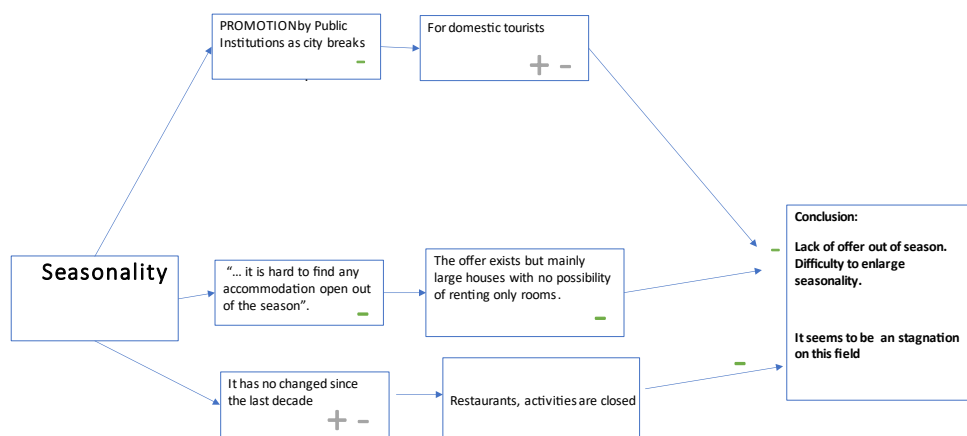 PROMOTIONby Public
Institutions as city breaks
-
For domestic tourists
+ -
Seasonality
"... it is hard to find any
accommodation open out
of the season".
-
The offer exists but mainly
large houses with no possibility
of renting only rooms.
-
It has no changed since
the last decade
+ -
Restaurants, activities are closed
-
-
Conclusion:
Lack of offer out of season.
Difficulty to enlarge
seasonality.
It seems to be an stagnation
on this field